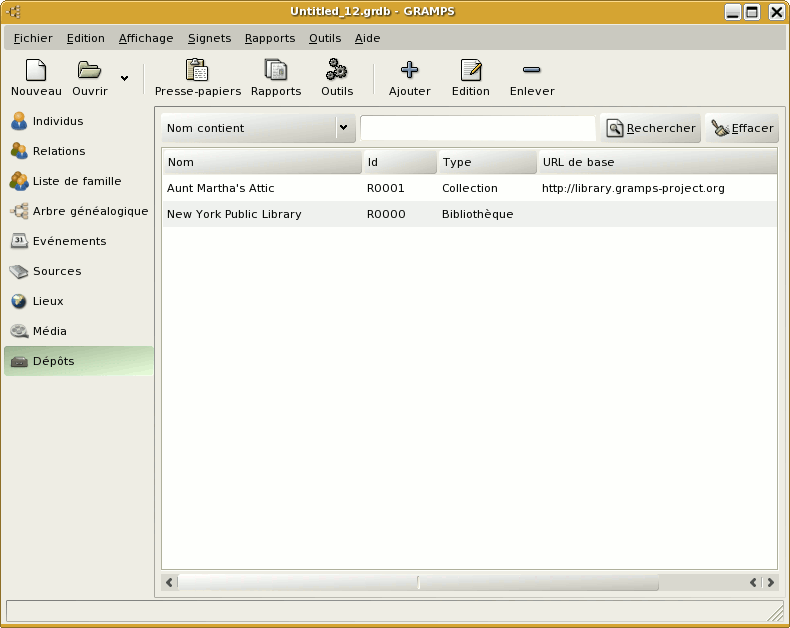 Untitled_12.grdb - GRAMPS
Fichier Edition Affichage Signets Rapports Outils Aide
Nouveau Ouvrir Presse-papiers Rapports Outils Ajouter Edition Enlever
Individus
Relations
Liste de famille
Arbre généalogique
Evénements
Sources
Lieux
Média
Dépôts
Nom contient Rechercher Effacer
Nom Id Type URL de base
Aunt Martha's Attic R0001 Collection http://library.gramps-project.org
New York Public Library R0000 Bibliothèque